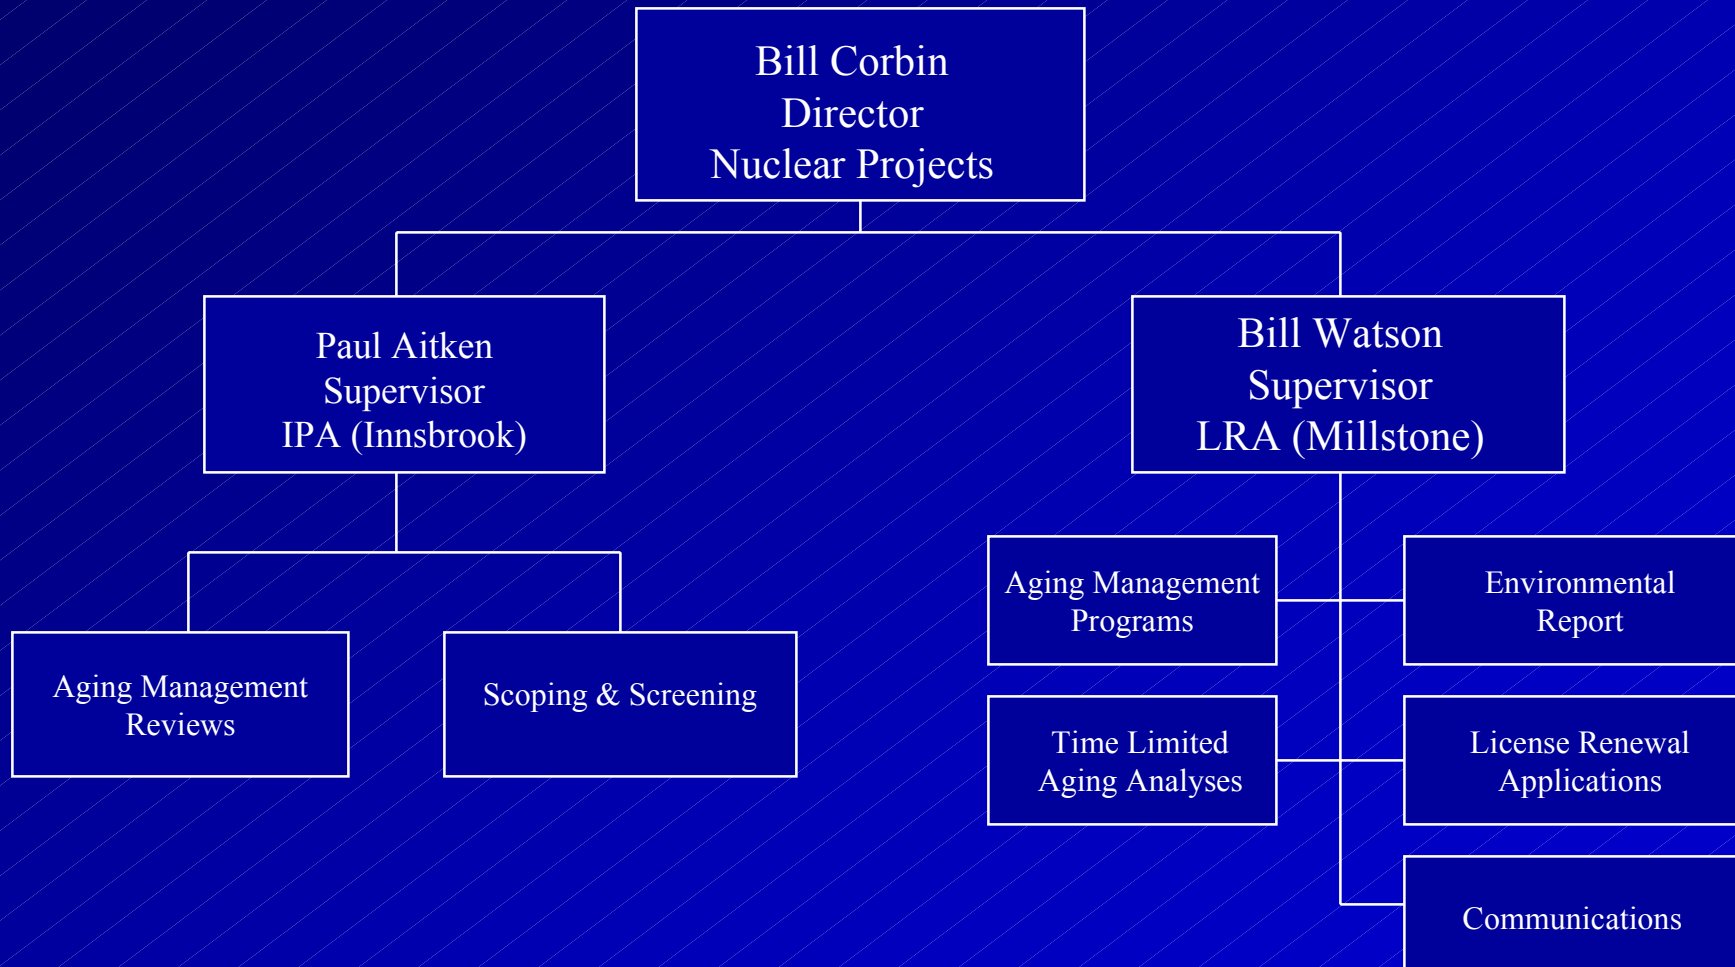 Bill Corbin
Director
Nuclear Projects
Paul Aitken
Supervisor
IPA (Innsbrook)
Bill Watson
Supervisor
LRA (Millstone)
Aging Management
Reviews
Scoping & Screening
Aging Management
Programs
Environmental
Report
Time Limited
Aging Analyses
License Renewal
Applications
Communications